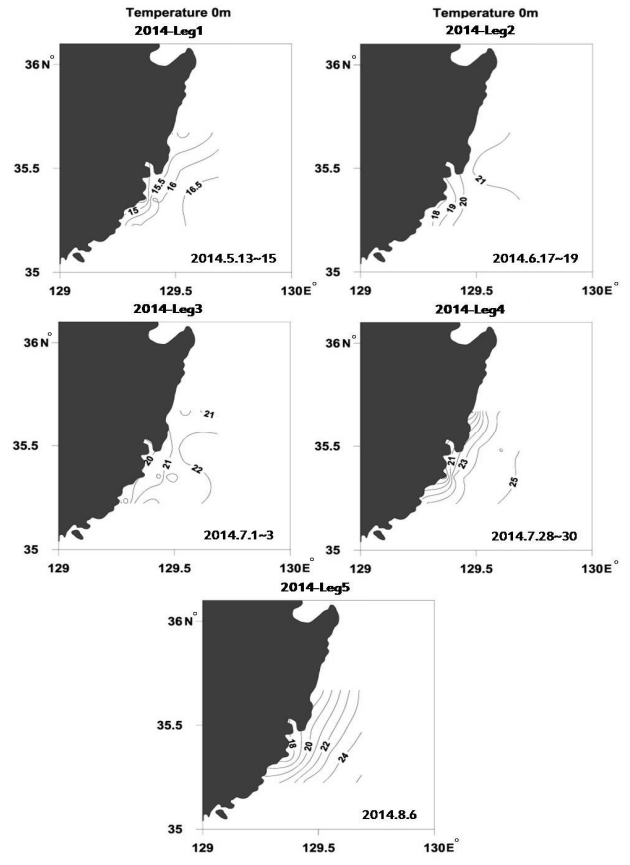 Temperature 0m
2014-Leg1
36N°
35.5
35
129
129.5
130E°
15
15.5
16
16.5
2014.5.13~15
Temperature 0m
2014-Leg2
36N°
35.5
35
129
129.5
130E°
18
19
20
21
2014.6.17~19
2014-Leg3
36N°
35.5
35
129
129.5
130E°
20
21
21
22
2014.7.1~3
2014-Leg4
36N°
35.5
35
129
129.5
130E°
21
23
25
2014.7.28~30
2014-Leg5
36N°
35.5
35
129
129.5
130E°
18
20
22
24
2014.8.6